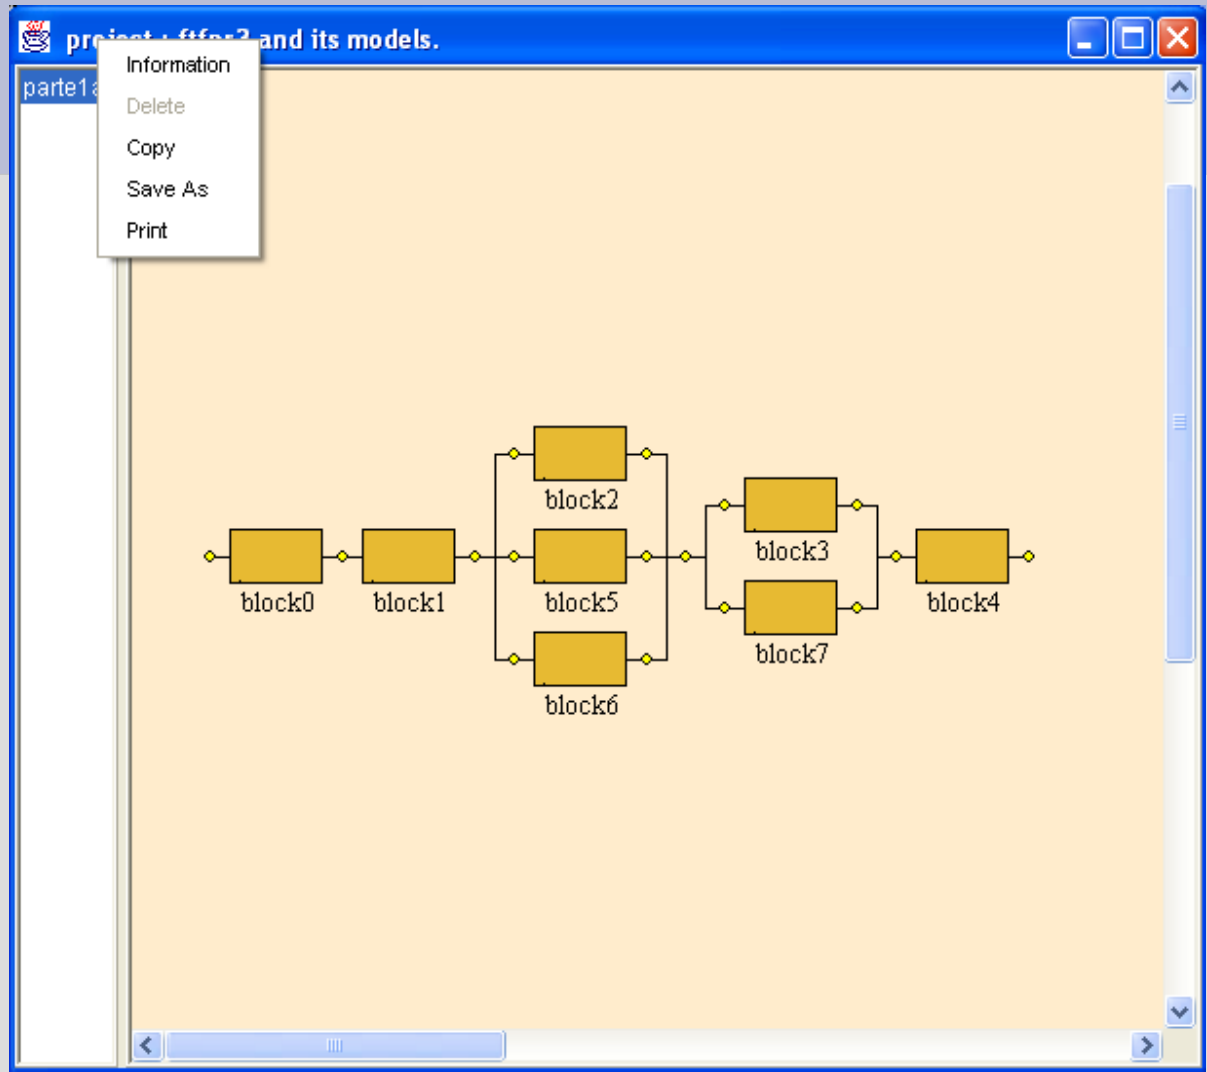 and its models.
parte1
Information
Delete
Copy
Save As
Print
block2
block3
block0
block1
block5
block4
block7
block6